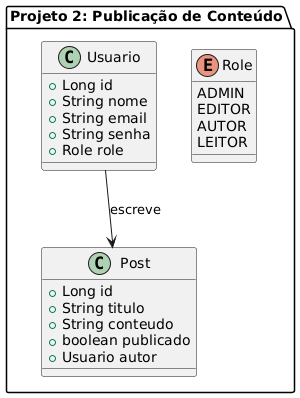 Projeto 2: Publicação de Conteúdo
C Usuario
Long id
String nome
String email
String senha
Role role
E Role
ADMIN
EDITOR
AUTOR
LEITOR
escreve
C Post
Long id
String titulo
String conteudo
boolean publicado
Usuario autor